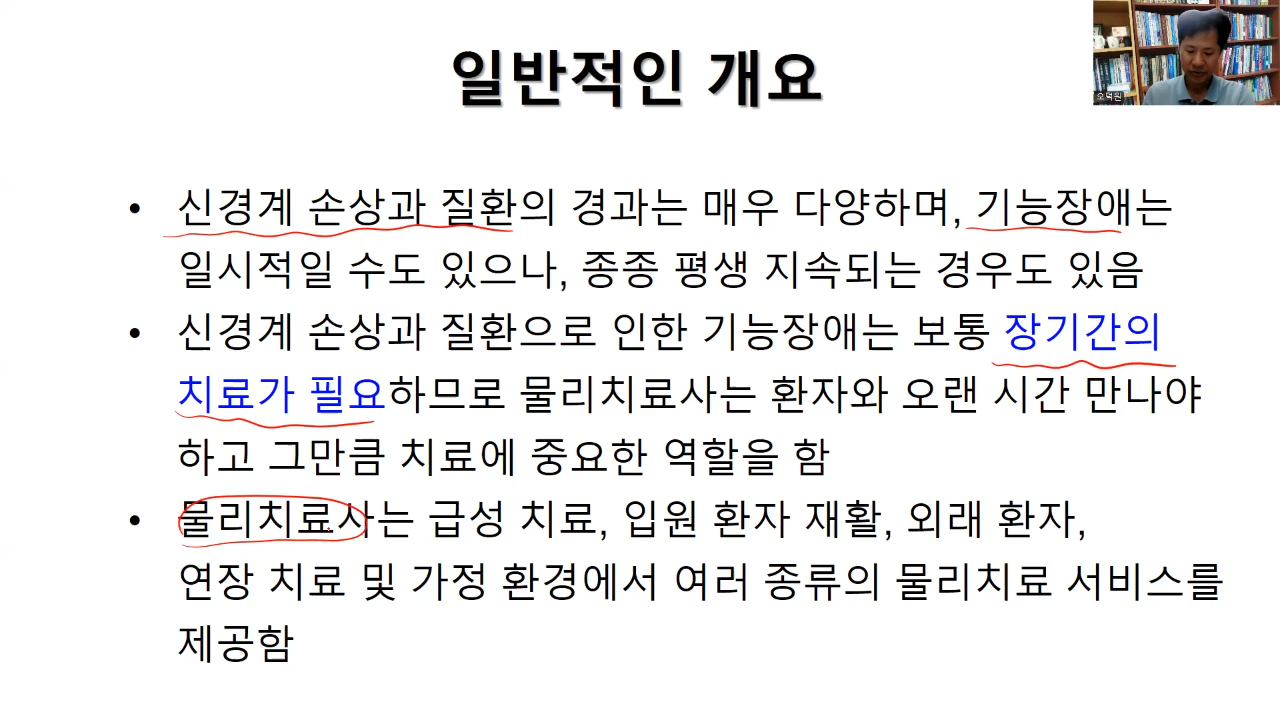 일반적인 개요
오덕원
• 신경계 손상과 질환의 경과는 매우 다양하며, 기능장애는
일시적일 수도 있으나, 종종 평생 지속되는 경우도 있음
• 신경계 손상과 질환으로 인한 기능장애는 보통 장기간의
치료가 필요하므로 물리치료사는 환자와 오랜 시간 만나야
하고 그만큼 치료에 중요한 역할을 함
• 물리치료사는 급성 치료, 입원 환자 재활, 외래 환자,
연장 치료 및 가정 환경에서 여러 종류의 물리치료 서비스를
제공함